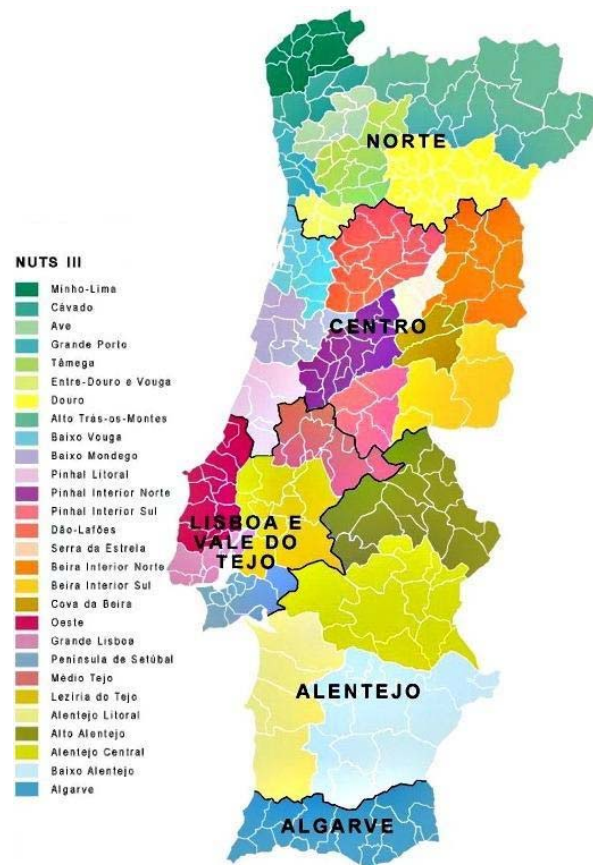 NORTE
CENTRO
LISBOA E
VALE DO
TEJO
ALENTEJO
ALGARVE
NUTS III
Minho-Lima
Cávado
Ave
Grande Porto
Tâmega
Entre-Douro e Vouga
Douro
Alto Trás-os-Montes
Baixo Vouga
Baixo Mondego
Pinhal Litoral
Pinhal Interior Norte
Pinhal Interior Sul
Dão-Lafões
Serra da Estrela
Beira Interior Norte
Beira Interior Sul
Cova da Beira
Oeste
Grande Lisboa
Península de Setúbal
Médio Tejo
Lezíria do Tejo
Alentejo Litoral
Alto Alentejo
Alentejo Central
Baixo Alentejo
Algarve